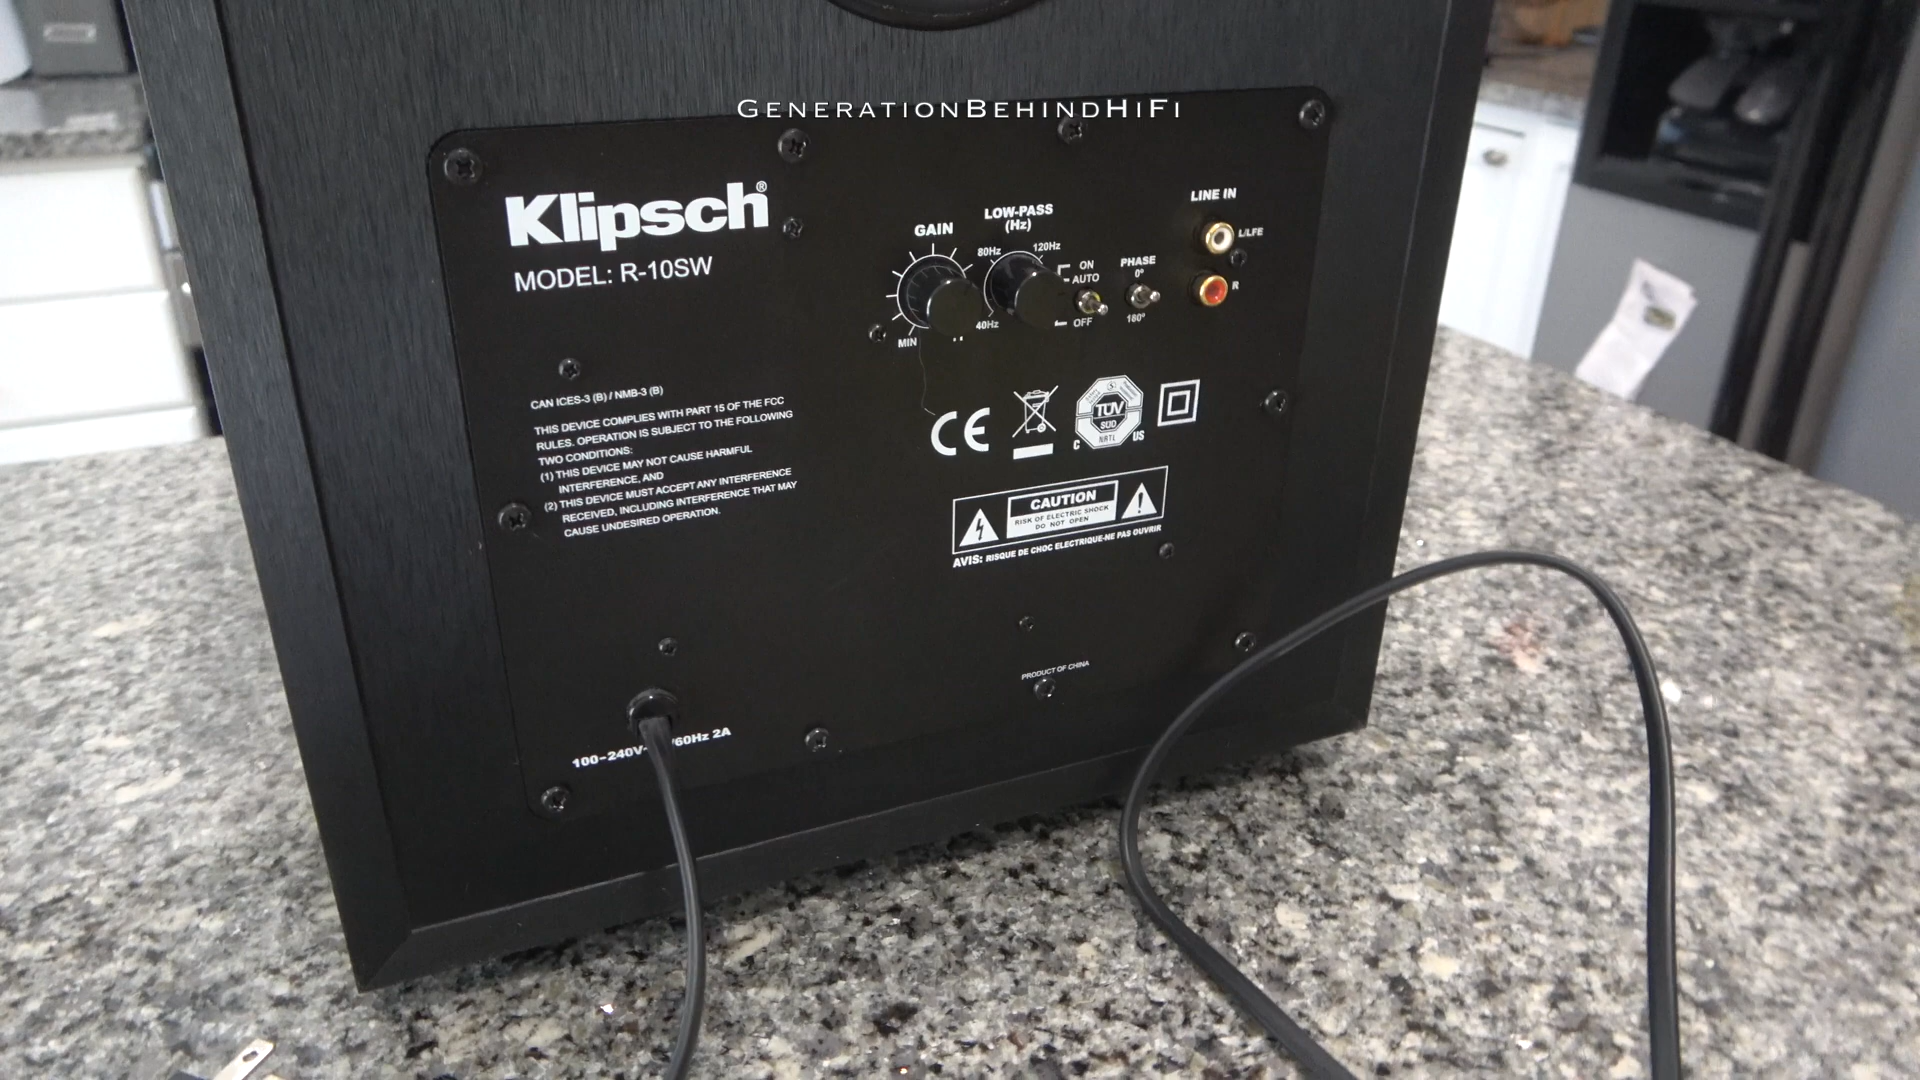 GENERATIONBEHINDHIFI
Klipsch®
MODEL: R-10SW
GAIN
MIN
LOW-PASS
(Hz)
80Hz
120Hz
40Hz
ON
AUTO
OFF
PHASE
0°
180°
LINE IN
L/LFE
R
CAN ICES-3 (B) / NMB-3 (B)
THIS DEVICE COMPLIES WITH PART 15 OF THE FCC
RULES. OPERATION IS SUBJECT TO THE FOLLOWING
TWO CONDITIONS:
(1) THIS DEVICE MAY NOT CAUSE HARMFUL
INTERFERENCE, AND
(2) THIS DEVICE MUST ACCEPT ANY INTERFERENCE
RECEIVED, INCLUDING INTERFERENCE THAT MAY
CAUSE UNDESIRED OPERATION.
CE
TÜV
SÜD
NRTL
C US
CAUTION
RISK OF ELECTRIC SHOCK
DO NOT OPEN
AVIS: RISQUE DE CHOC ELECTRIQUE-NE PAS OUVRIR
PRODUCT OF CHINA
100-240V~ /60Hz 2A